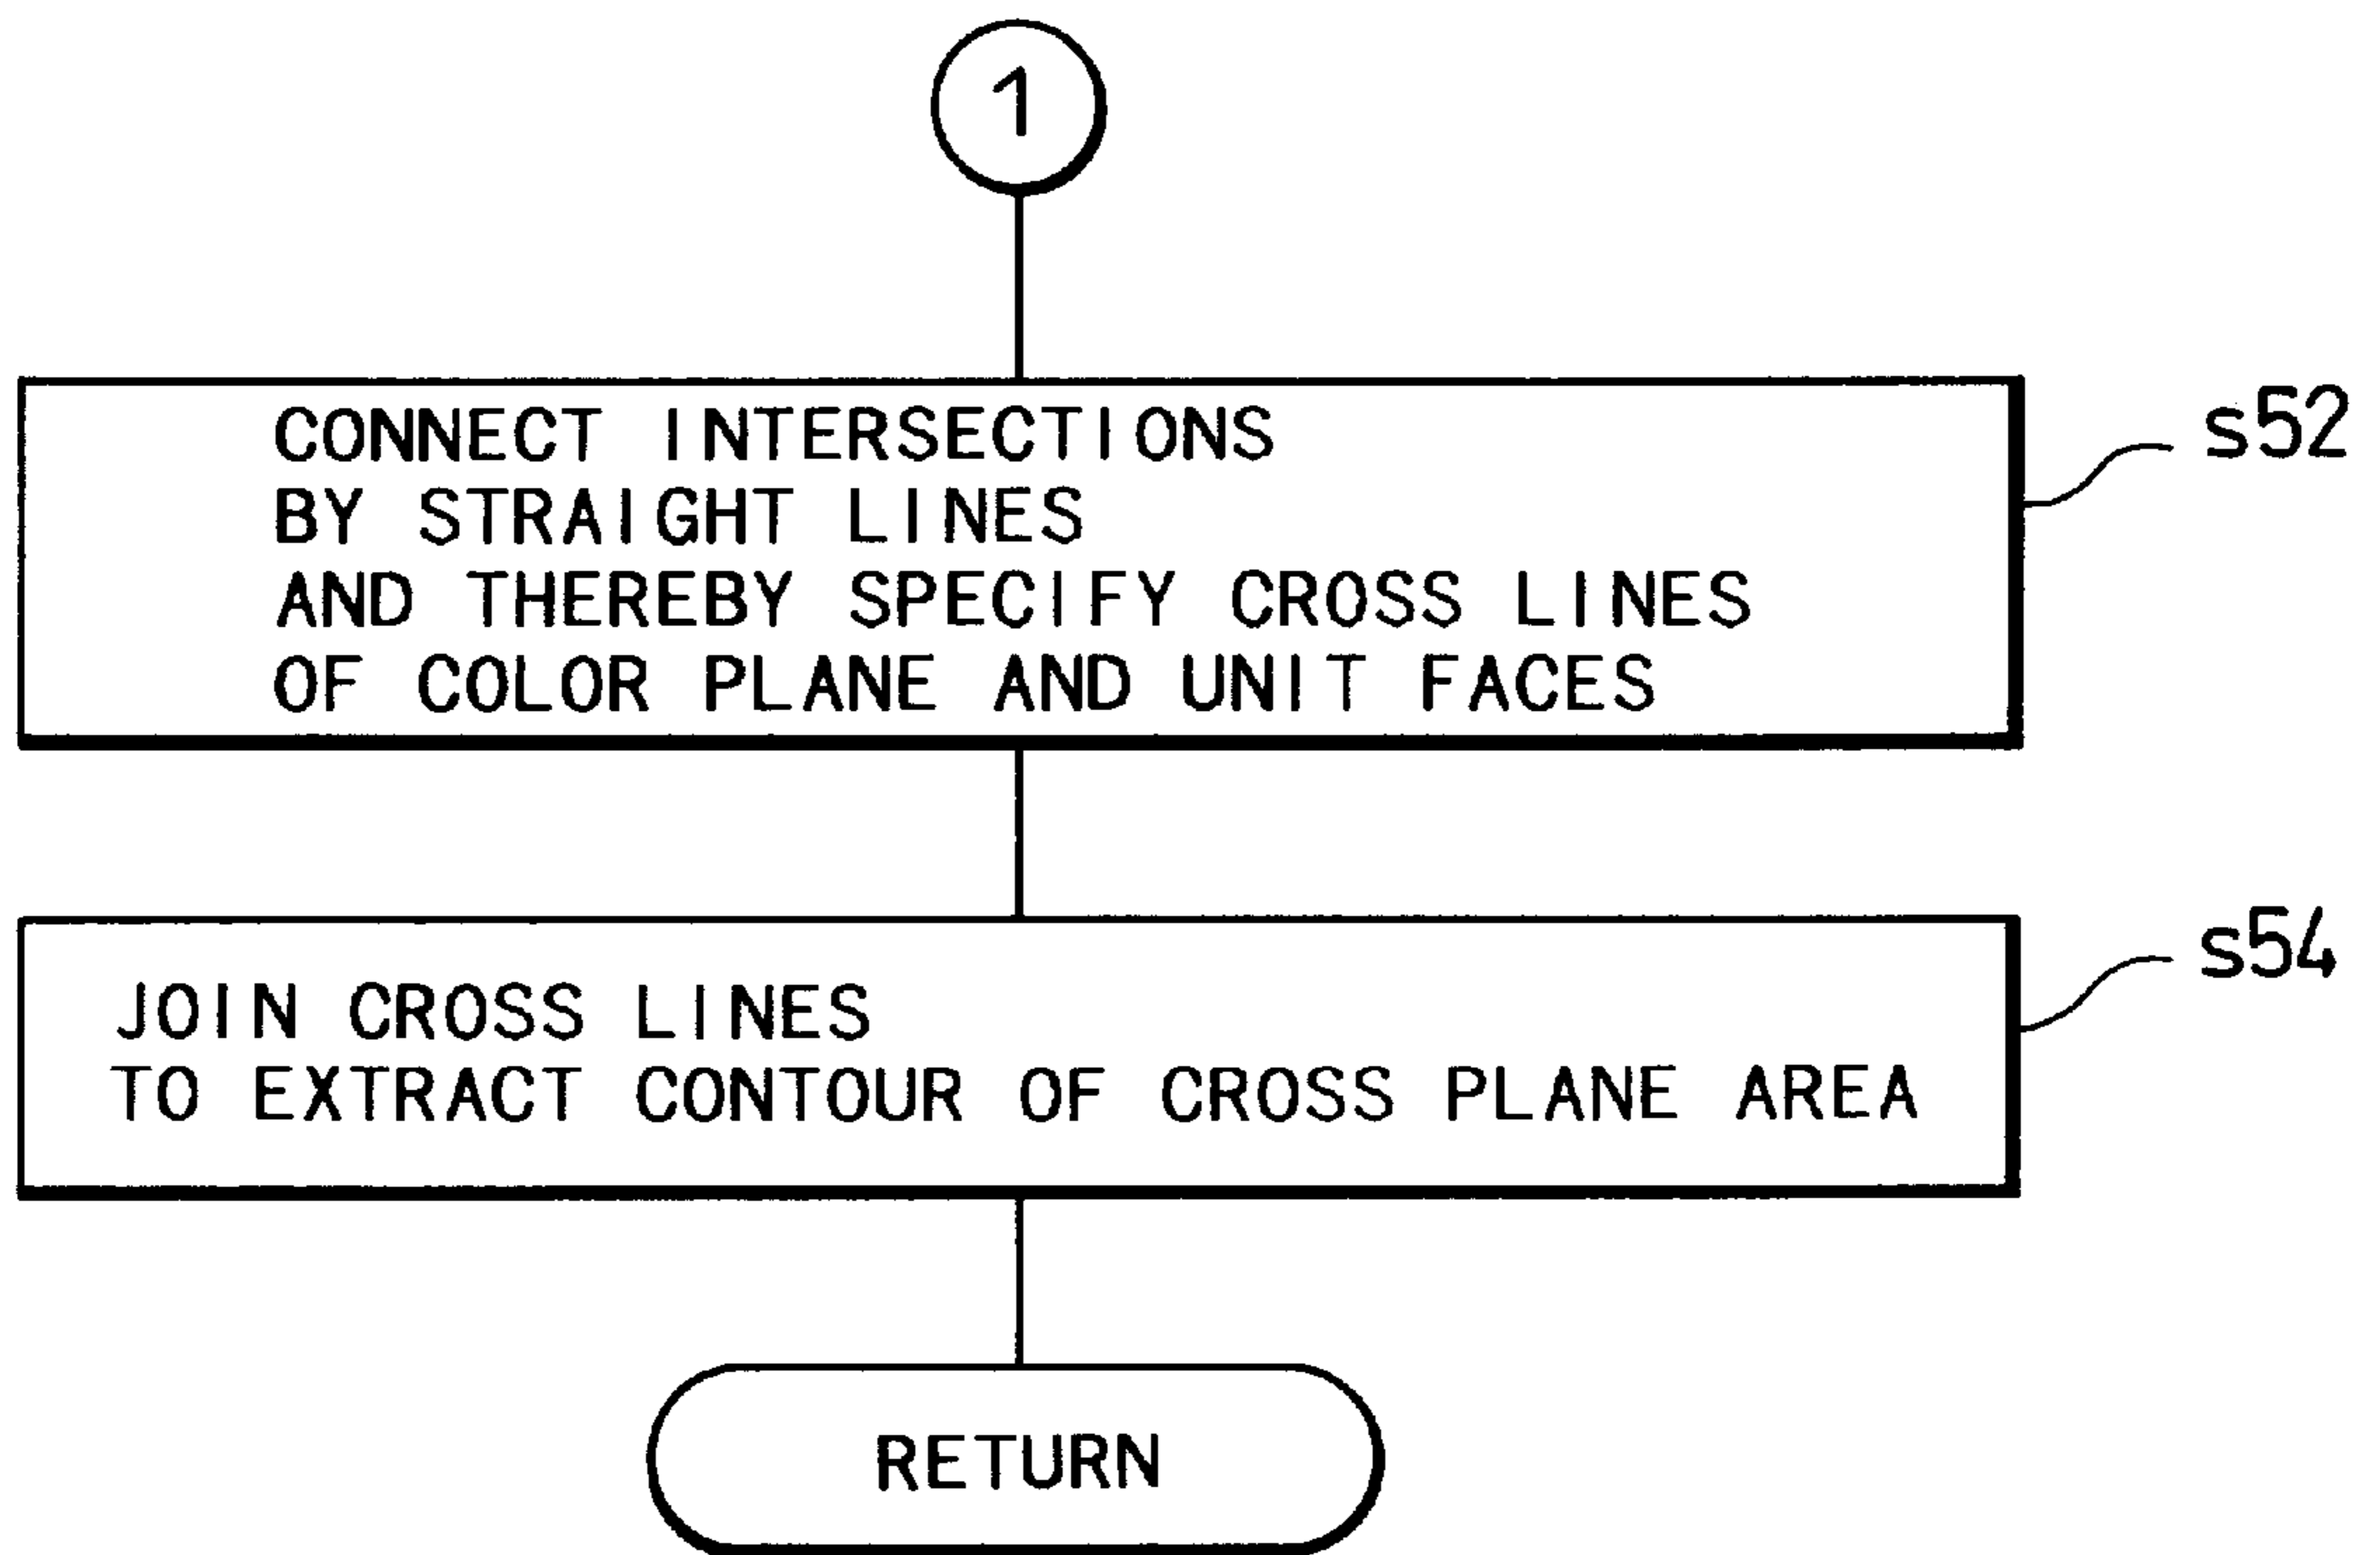 1
CONNECT INTERSECTIONS
BY STRAIGHT LINES
AND THEREBY SPECIFY CROSS LINES
OF COLOR PLANE AND UNIT FACES
s52
JOIN CROSS LINES
TO EXTRACT CONTOUR OF CROSS PLANE AREA
s54
RETURN